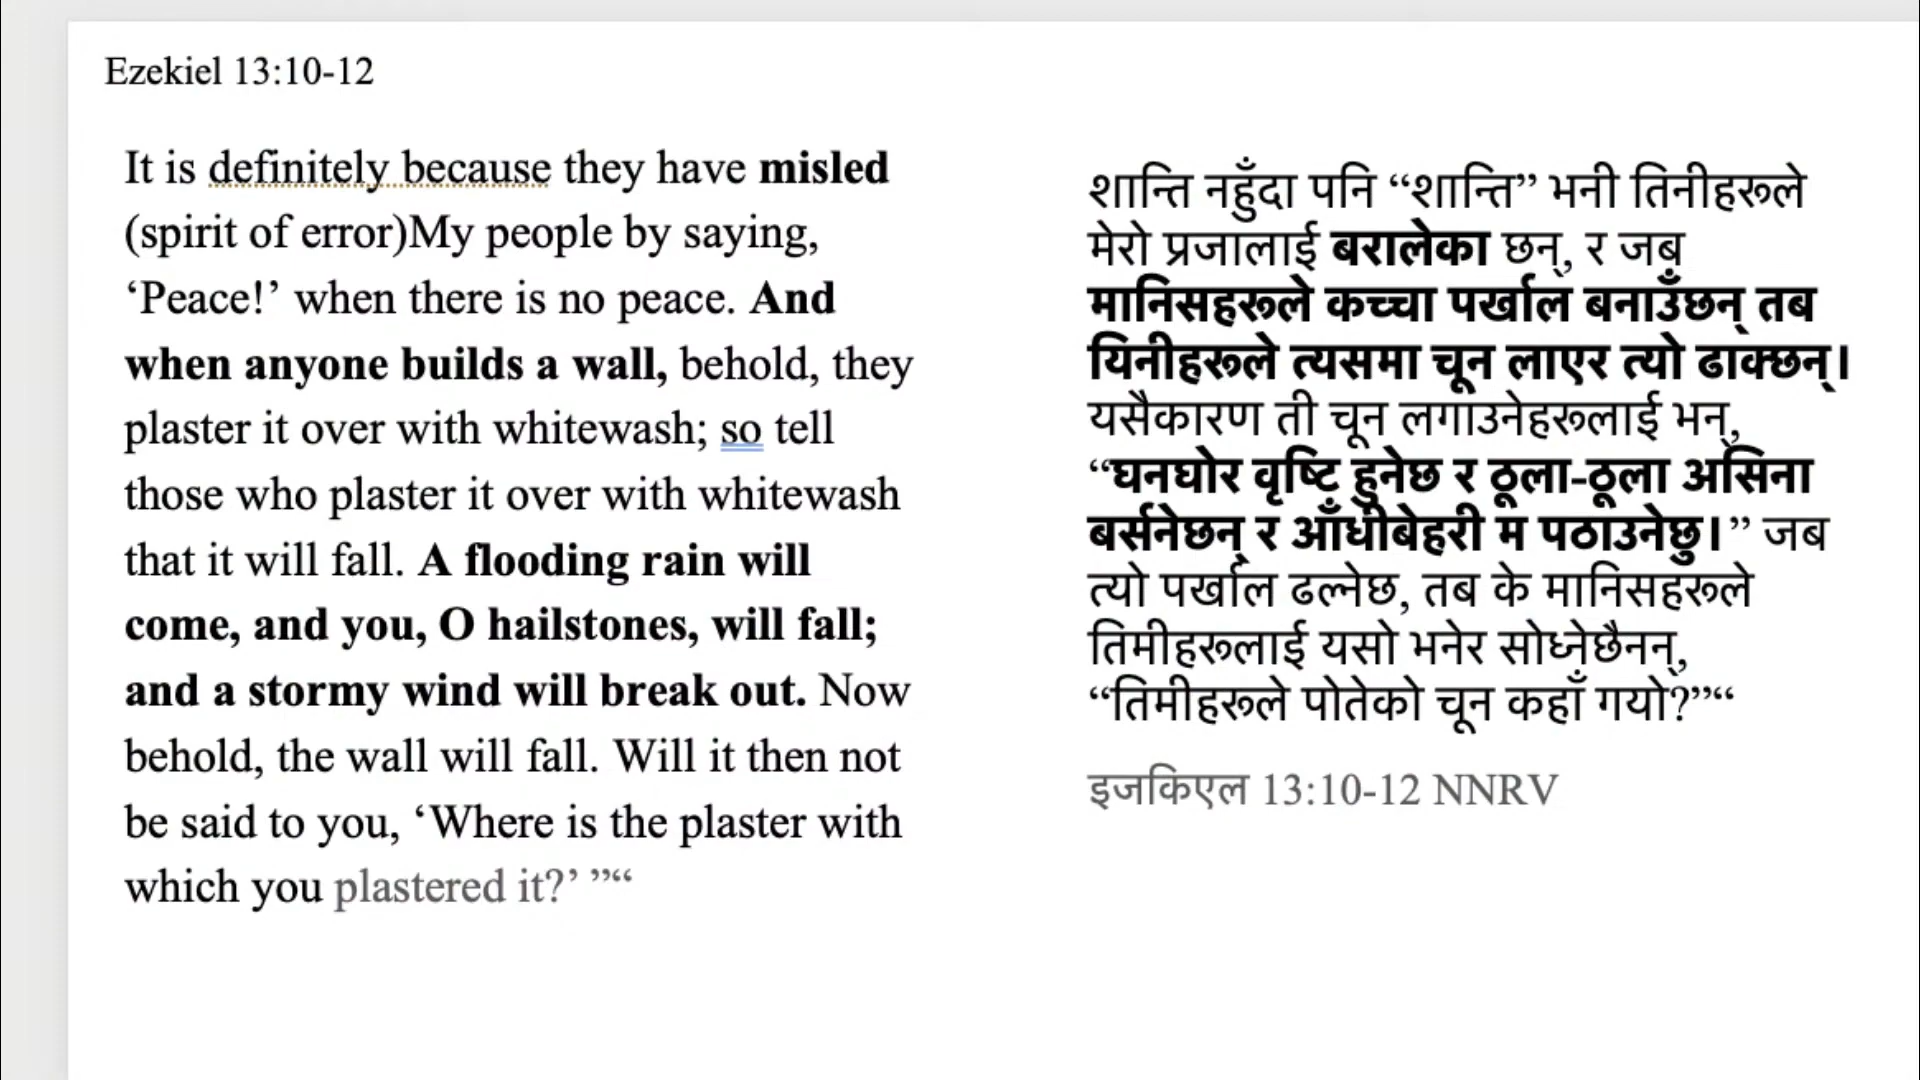 Ezekiel 13:10-12
It is definitely because they have misled
(spirit of error)My people by saying,
‘Peace!’ when there is no peace. And
when anyone builds a wall, behold, they
plaster it over with whitewash; so tell
those who plaster it over with whitewash
that it will fall. A flooding rain will
come, and you, O hailstones, will fall;
and a stormy wind will break out. Now
behold, the wall will fall. Will it then not
be said to you, ‘Where is the plaster with
which you plastered it?’ ”“
शान्ति नहुँदा पनि “शान्ति” भनी तिनीहरूले
मेरो प्रजालाई बरालेका छन्, र जब
मानिसहरूले कच्चा पर्खाल बनाउँछन् तब
यिनीहरूले त्यसमा चून लाएर त्यो ढाक्छन्।
यसैकारण ती चून लगाउनेहरूलाई भन्,
“घनघोर वृष्टि हुनेछ र ठूला-ठूला असिना
बर्सनेछन् र आँधीबेहरी म पठाउनेछु।” जब
त्यो पर्खाल ढल्नेछ, तब के मानिसहरूले
तिमीहरूलाई यसो भनेर सोध्नेछैनन्,
“तिमीहरूले पोतेको चून कहाँ गयो?”“
इजकिएल 13:10-12 NNRV